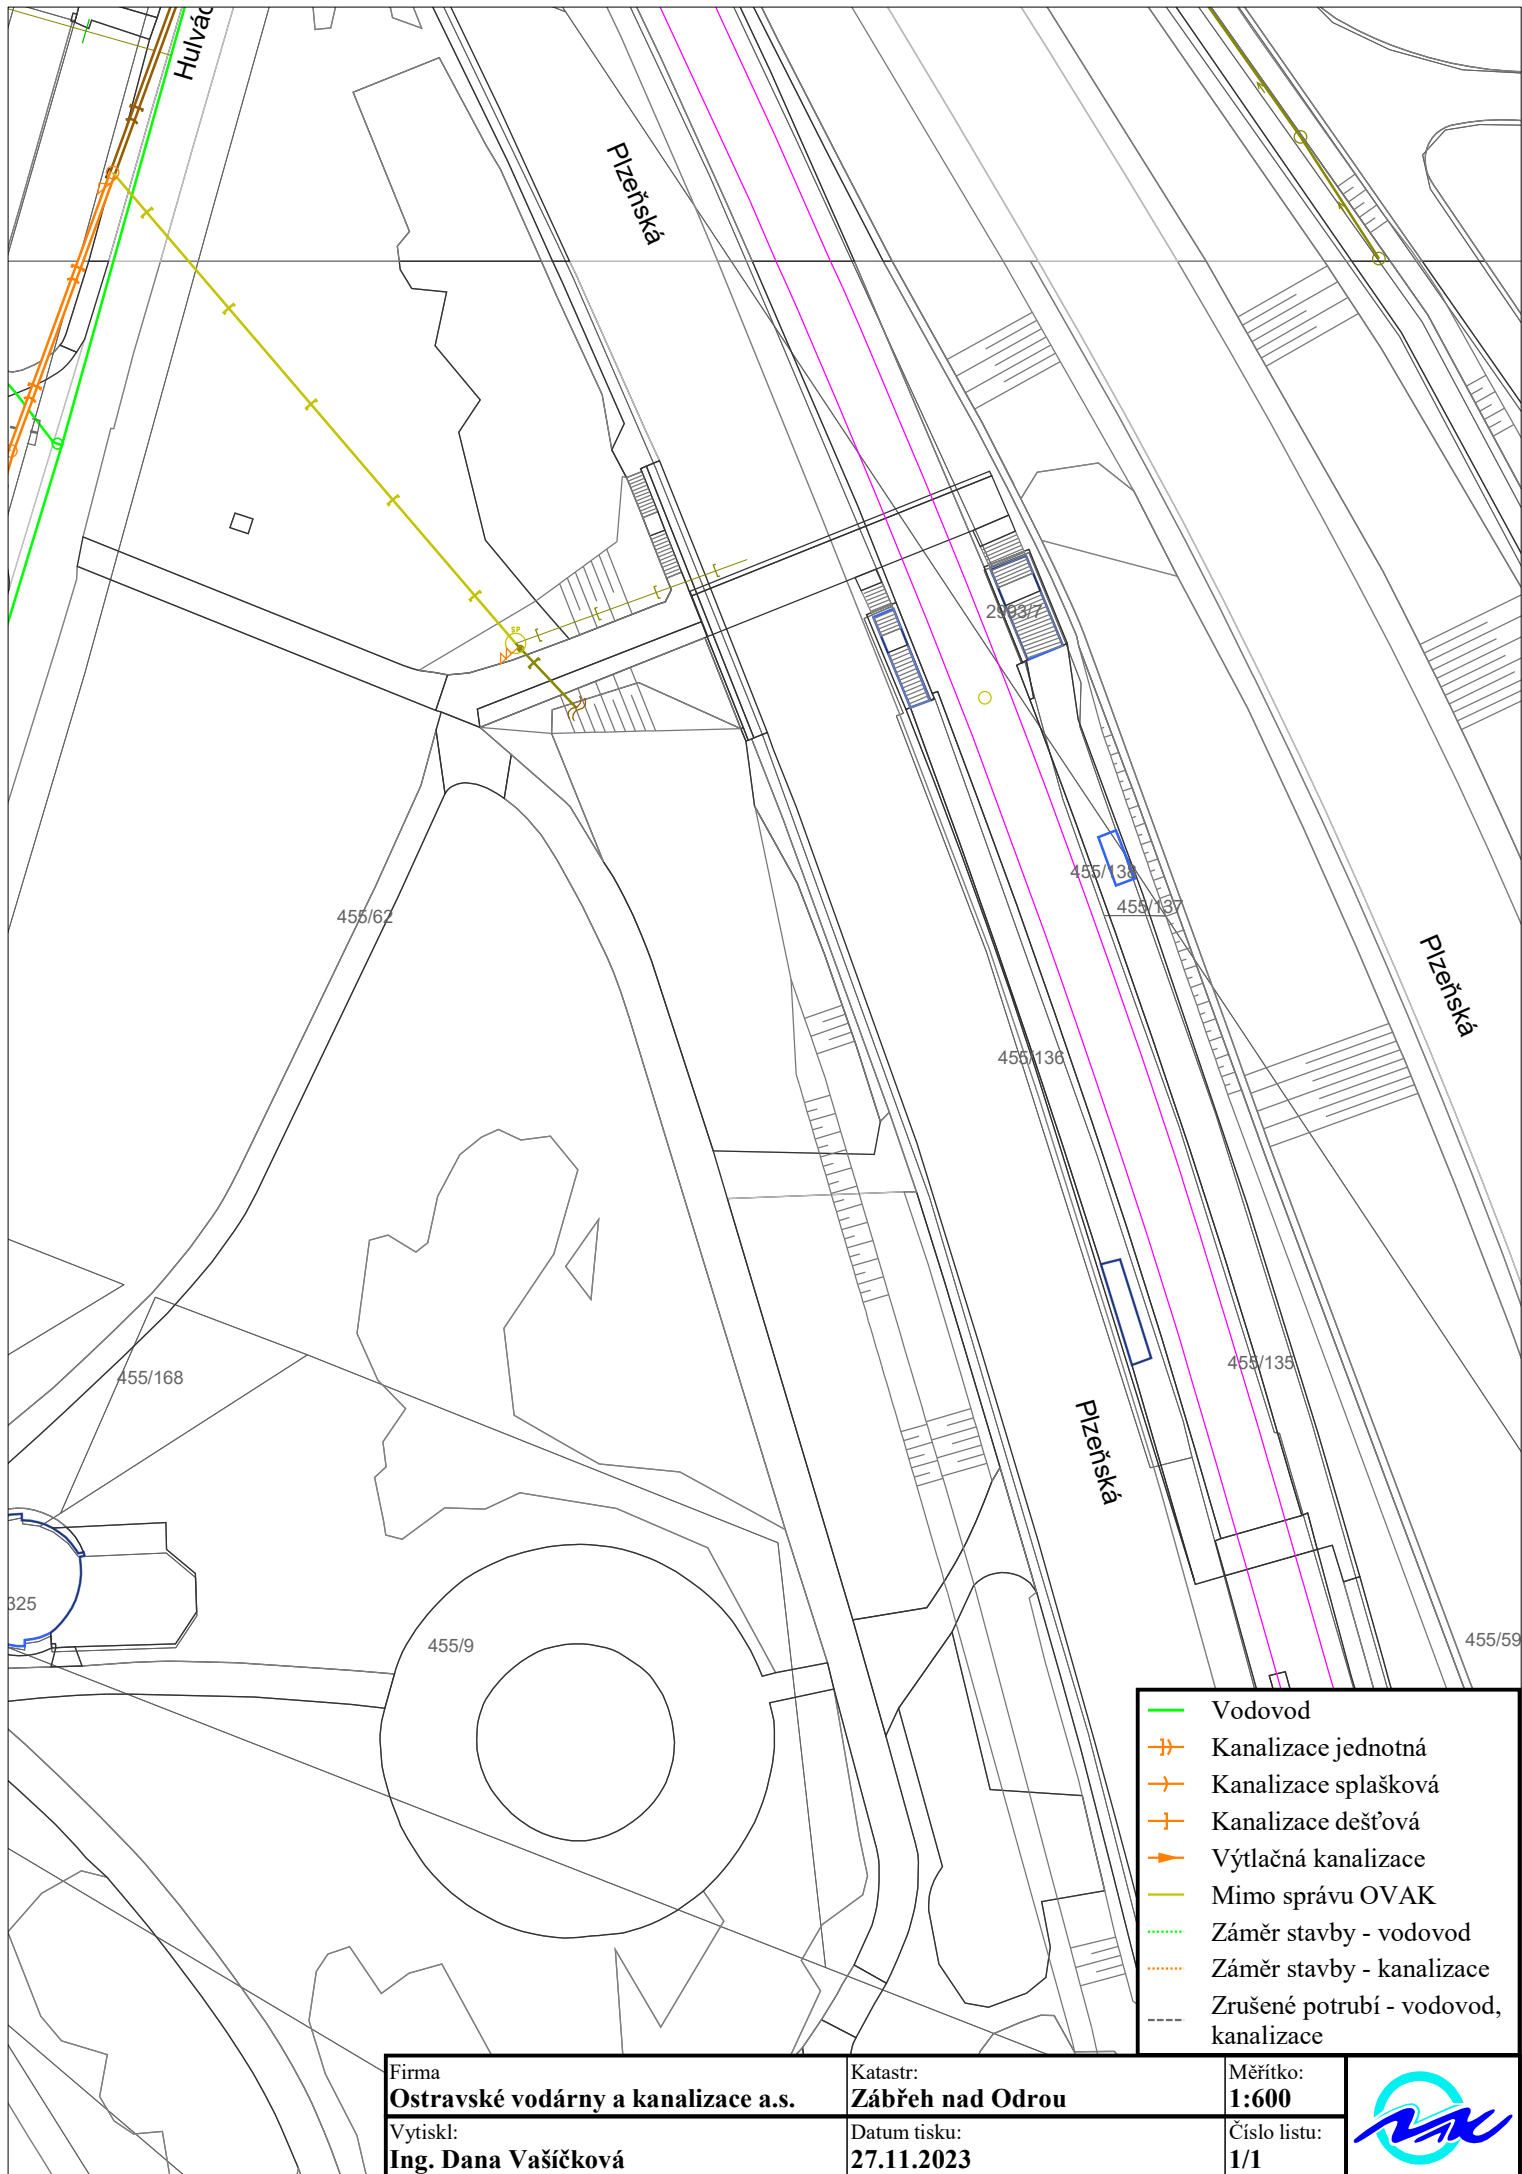 Plzeňská
2993/7
455/138
455/137
455/62
Plzeňská
455/136
455/135
455/168
Plzeňská
325
455/9
455/59
Vodovod
Kanalizace jednotná
Kanalizace splašková
Kanalizace dešťová
Výtlačná kanalizace
Mimo správu OVAK
Záměr stavby - vodovod
Záměr stavby - kanalizace
Zrušené potrubí - vodovod,
kanalizace
Firma
Ostravské vodárny a kanalizace a.s.
Katastr:
Zábřeh nad Odrou
Měřítko:
1:600
Vytiskl:
Ing. Dana Vašíčková
Datum tisku:
27.11.2023
Číslo listu:
1/1